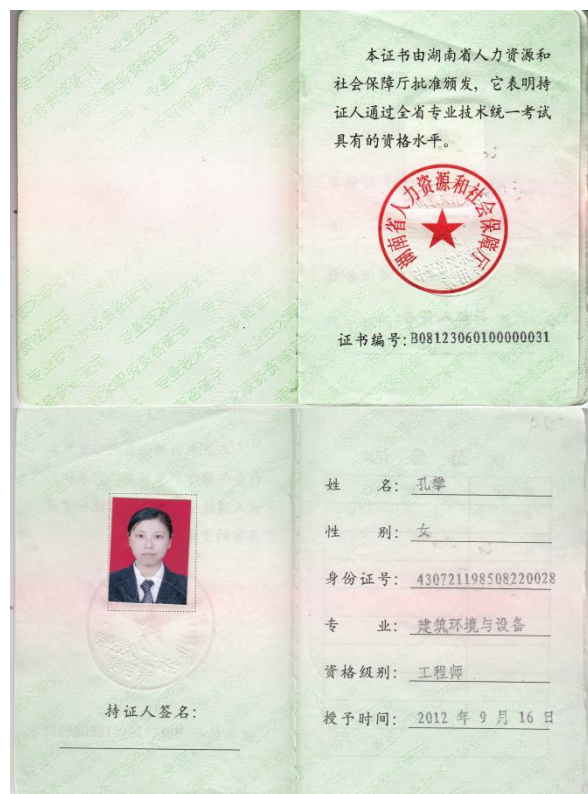 本证书由湖南省人力资源和
社会保障厅批准颁发，它表明持
证人通过全省专业技术统一考试
具有的资格水平。
湖南省人力资源和社会保障厅
证书编号：B08123060100000031
姓 名：孔攀
性 别：女
身份证号：430721198508220028
专 业：建筑环境与设备
资格级别：工程师
持证人签名：
授予时间：2012 年 9 月 16 日